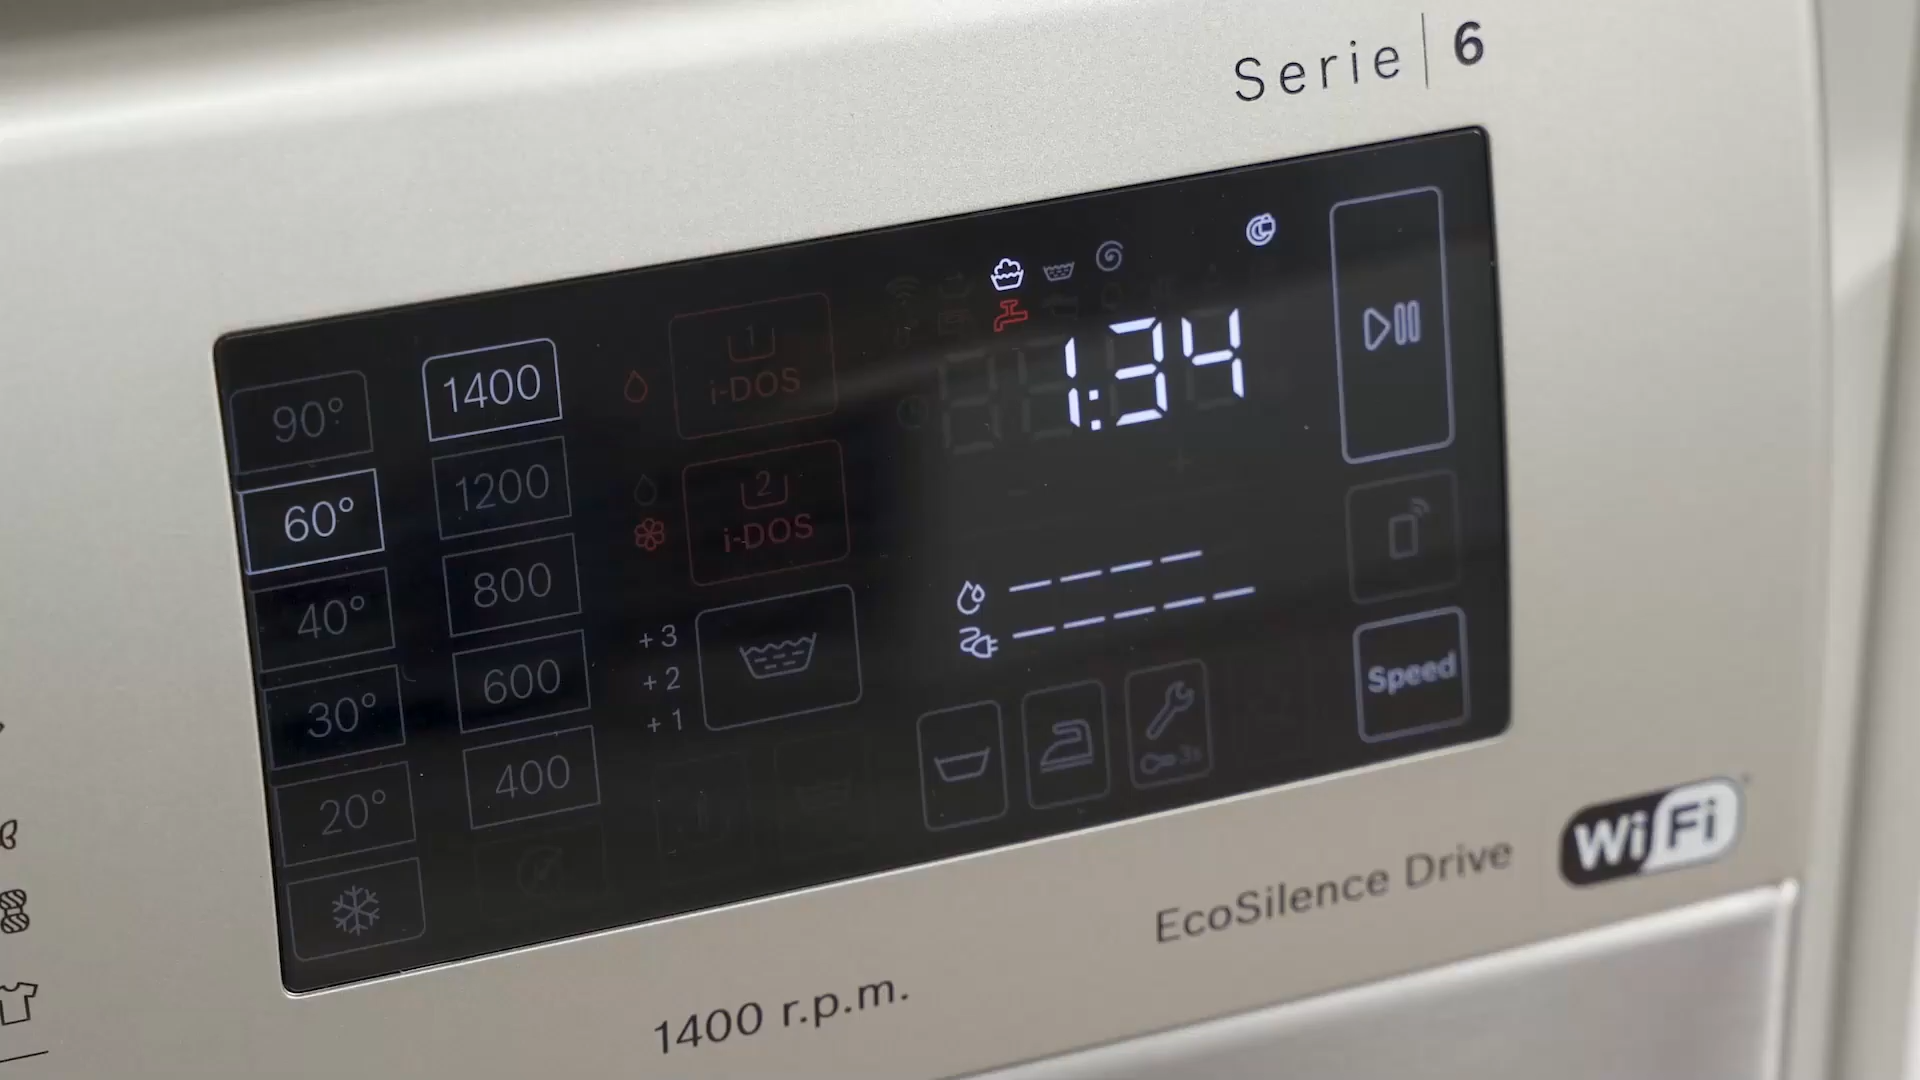 Serie | 6
90°
60°
40°
30°
20°
1400
1200
800
600
400
1
i-DOS
2
i-DOS
+ 3
+ 2
+ 1
1:34
3s
Speed
WiFi
EcoSilence Drive
1400 r.p.m.